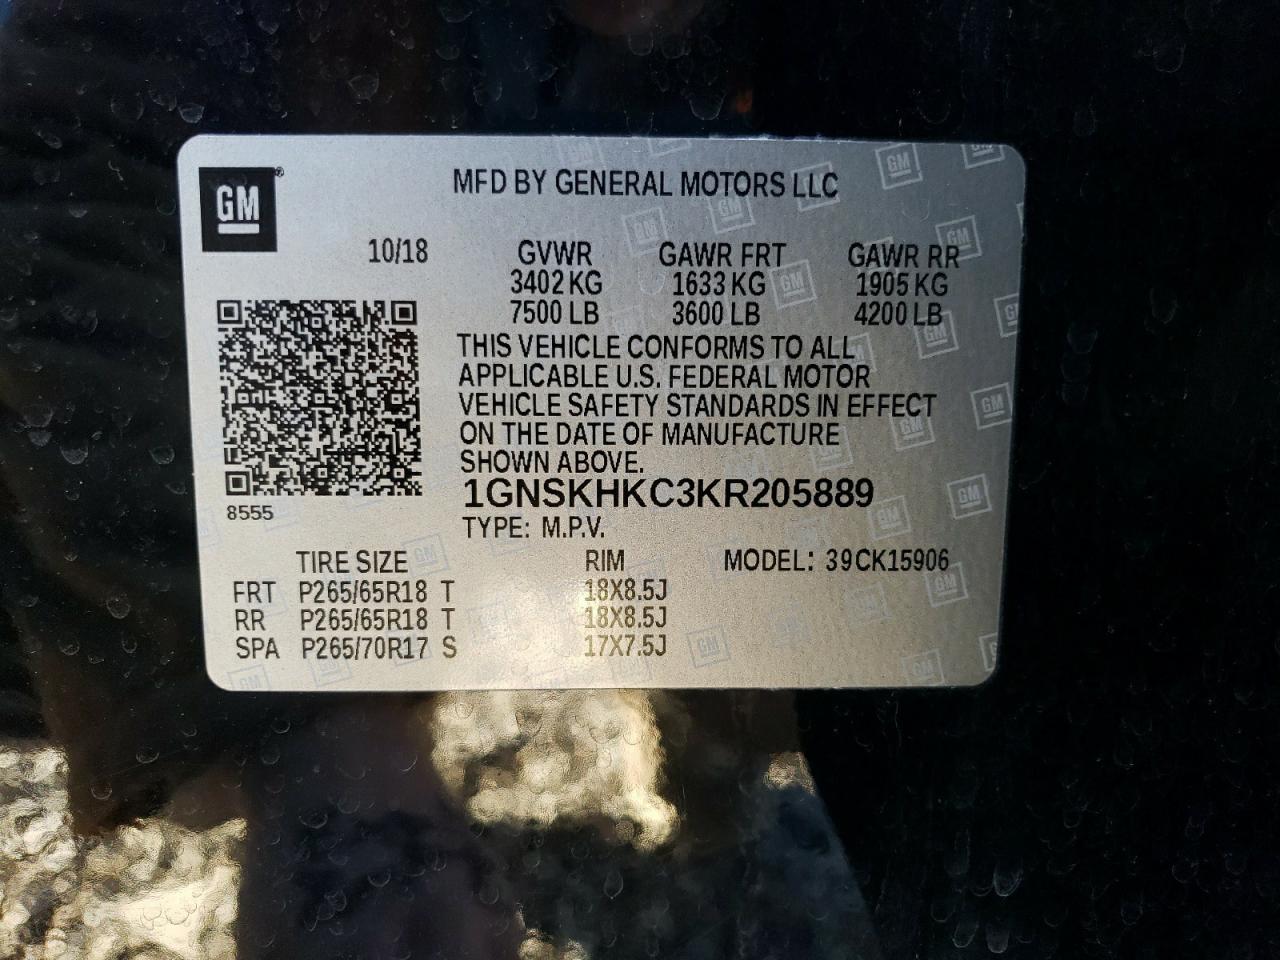 GM
MFD BY GENERAL MOTORS LLC
10/18 GVWR GAWR FRT GAWR RR
3402 KG 1633 KG 1905 KG
7500 LB 3600 LB 4200 LB
THIS VEHICLE CONFORMS TO ALL
APPLICABLE U.S. FEDERAL MOTOR
VEHICLE SAFETY STANDARDS IN EFFECT
ON THE DATE OF MANUFACTURE
SHOWN ABOVE.
1GNSKHKC3KR205889
8555
TYPE: M.P.V.
TIRE SIZE RIM MODEL: 39CK15906
FRT P265/65R18 T 18X8.5J
RR P265/65R18 T 18X8.5J
SPA P265/70R17 S 17X7.5J